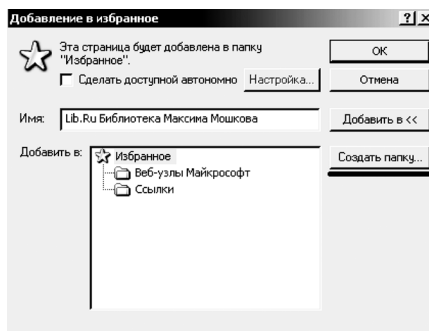 Добавление в избранное
Эта страница будет добавлена в папку
"Избранное".
Сделать доступной автономно
Настройка...
OK
Отмена
Имя:
Lib.Ru Библиотека Максима Мошкова
Добавить в <<
Добавить в:
Избранное
Веб-узлы Майкрософт
Ссылки
Создать папку...